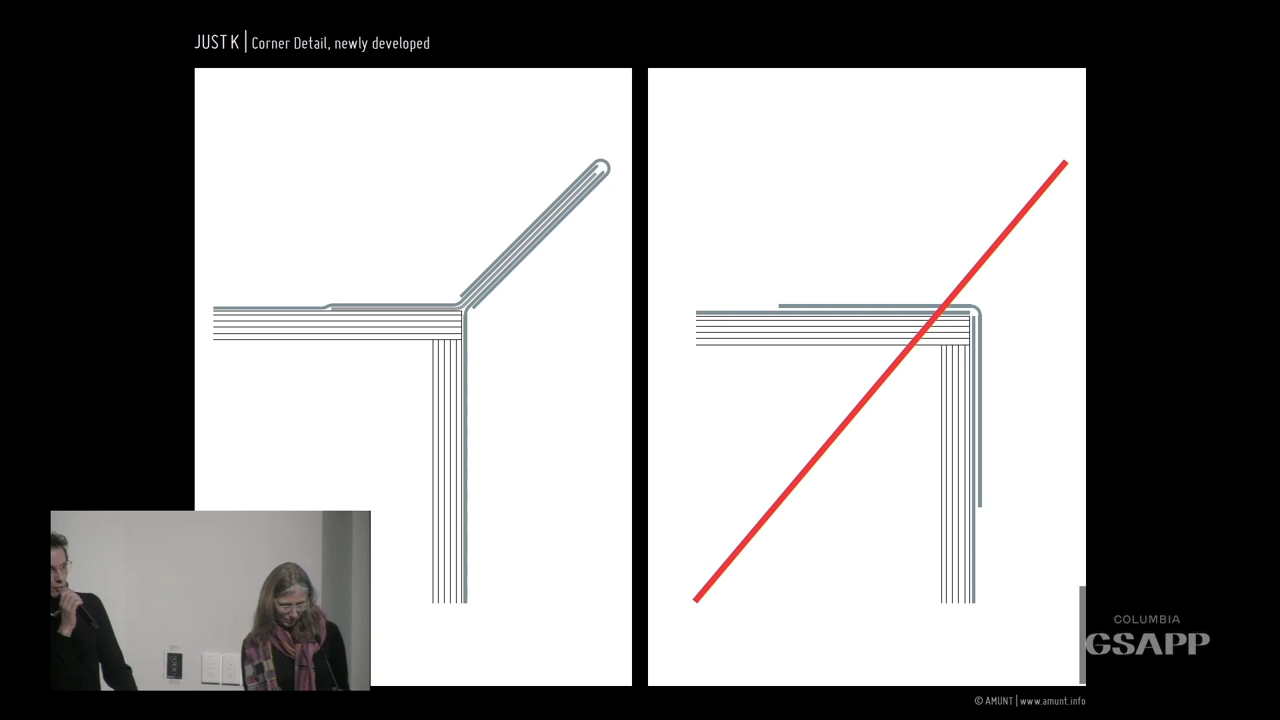 JUST K | Corner Detail, newly developed
COLUMBIA
GSAPP
© AMUNT | www.amunt.info